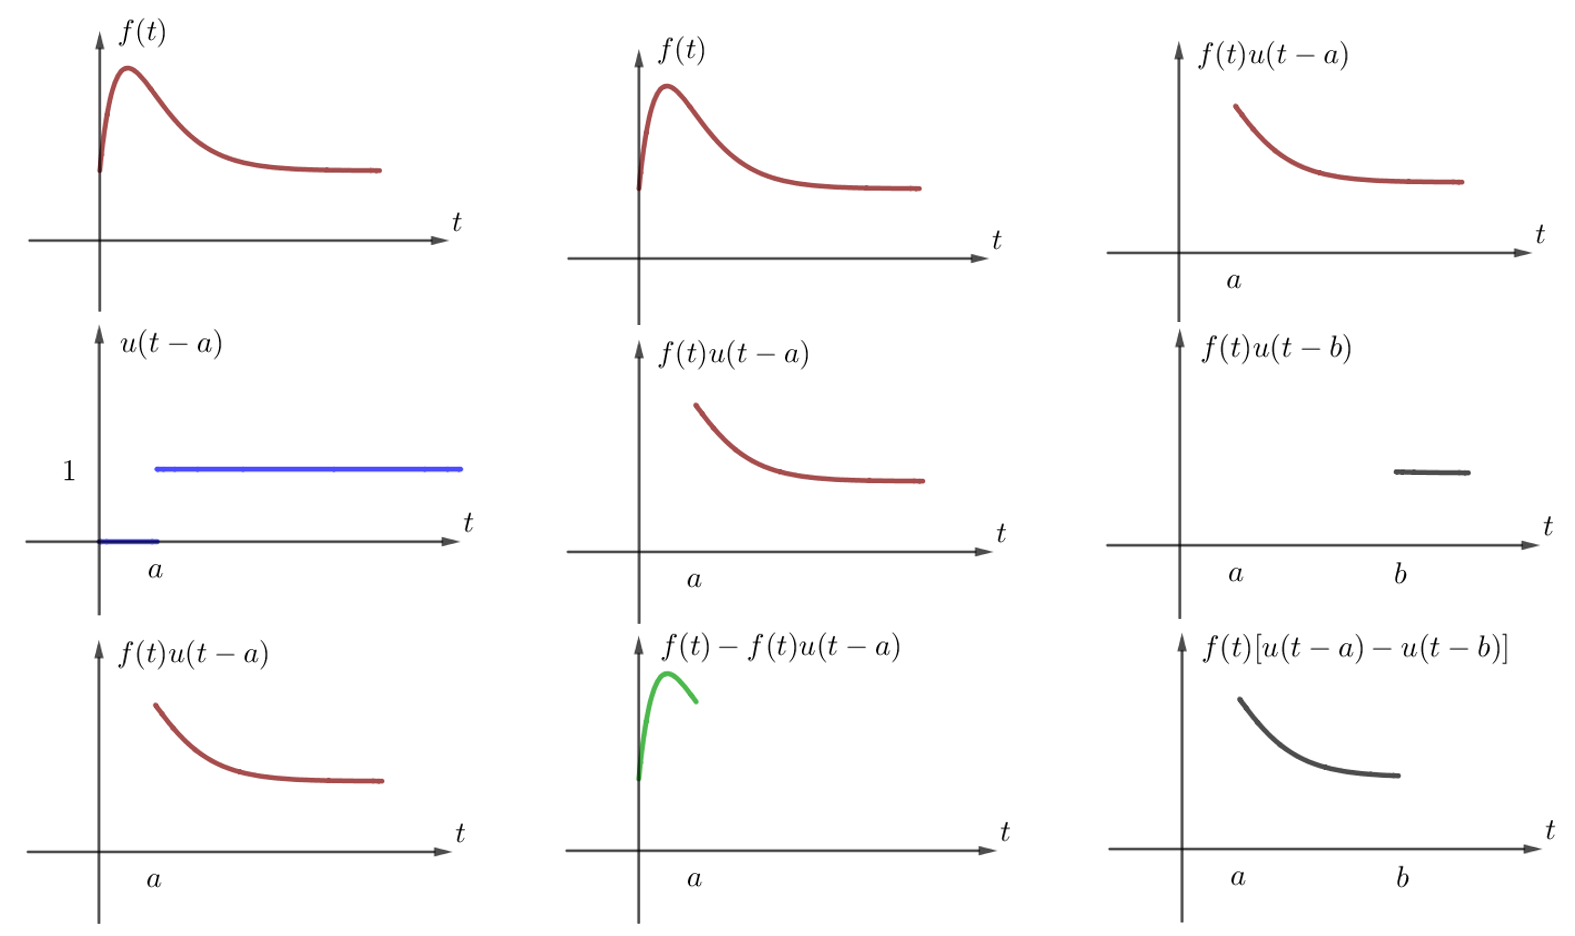 f(t)
t
u(t − a)
1
t
a
f(t)u(t − a)
t
a
f(t)
t
f(t)u(t − a)
t
a
f(t) − f(t)u(t − a)
t
a
f(t)u(t − a)
t
a
f(t)u(t − b)
t
a b
f(t)[u(t − a) − u(t − b)]
t
a b